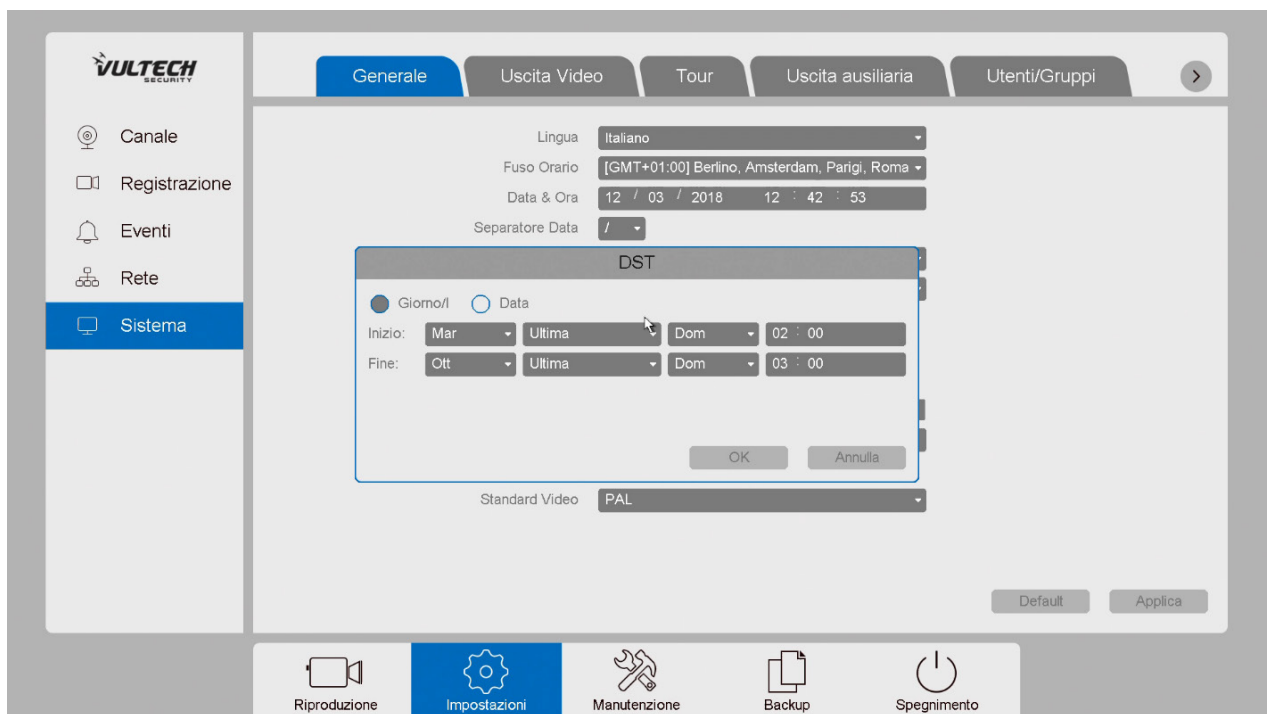 VULTECH
SECURITY
Generale
Uscita Video
Tour
Uscita ausiliaria
Utenti/Gruppi
>
Canale
Registrazione
Eventi
Rete
Sistema
Lingua Italiano
Fuso Orario [GMT+01:00] Berlino, Amsterdam, Parigi, Roma
Data & Ora 12 / 03 / 2018 12 : 42 : 53
Separatore Data /
DST
Giorno/I Data
Inizio: Mar Ultima Dom 02 : 00
Fine: Ott Ultima Dom 03 : 00
OK Annulla
Standard Video PAL
Default Applica
Riproduzione Impostazioni Manutenzione Backup Spegnimento